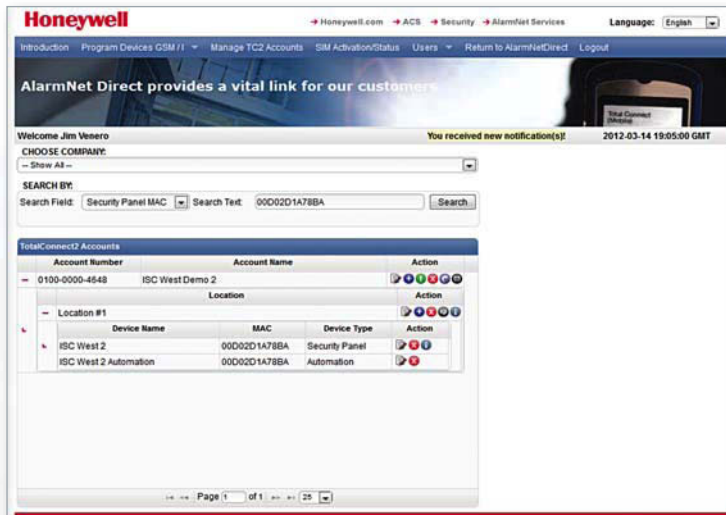 Honeywell
Honeywell.com ACS Security AlarmNet Services Language: English
Introduction Program Devices GSM / I Manage TC2 Accounts SIM Activation/Status Users Return to AlarmNetDirect Logout
AlarmNet Direct provides a vital link for our customers
Total Connect
Welcome Jim Venero You received new notification(s)! 2012-03-14 19:05:00 GMT
CHOOSE COMPANY:
-- Show All --
SEARCH BY:
Search Field: Security Panel MAC Search Text: 00D02D1A78BA Search
TotalConnect2 Accounts
Account Number Account Name Action
0100-0000-4648 ISC West Demo 2
Location Action
Location #1
Device Name MAC Device Type Action
ISC West 2 00D02D1A78BA Security Panel
ISC West 2 Automation 00D02D1A78BA Automation
Page 1 of 1 25